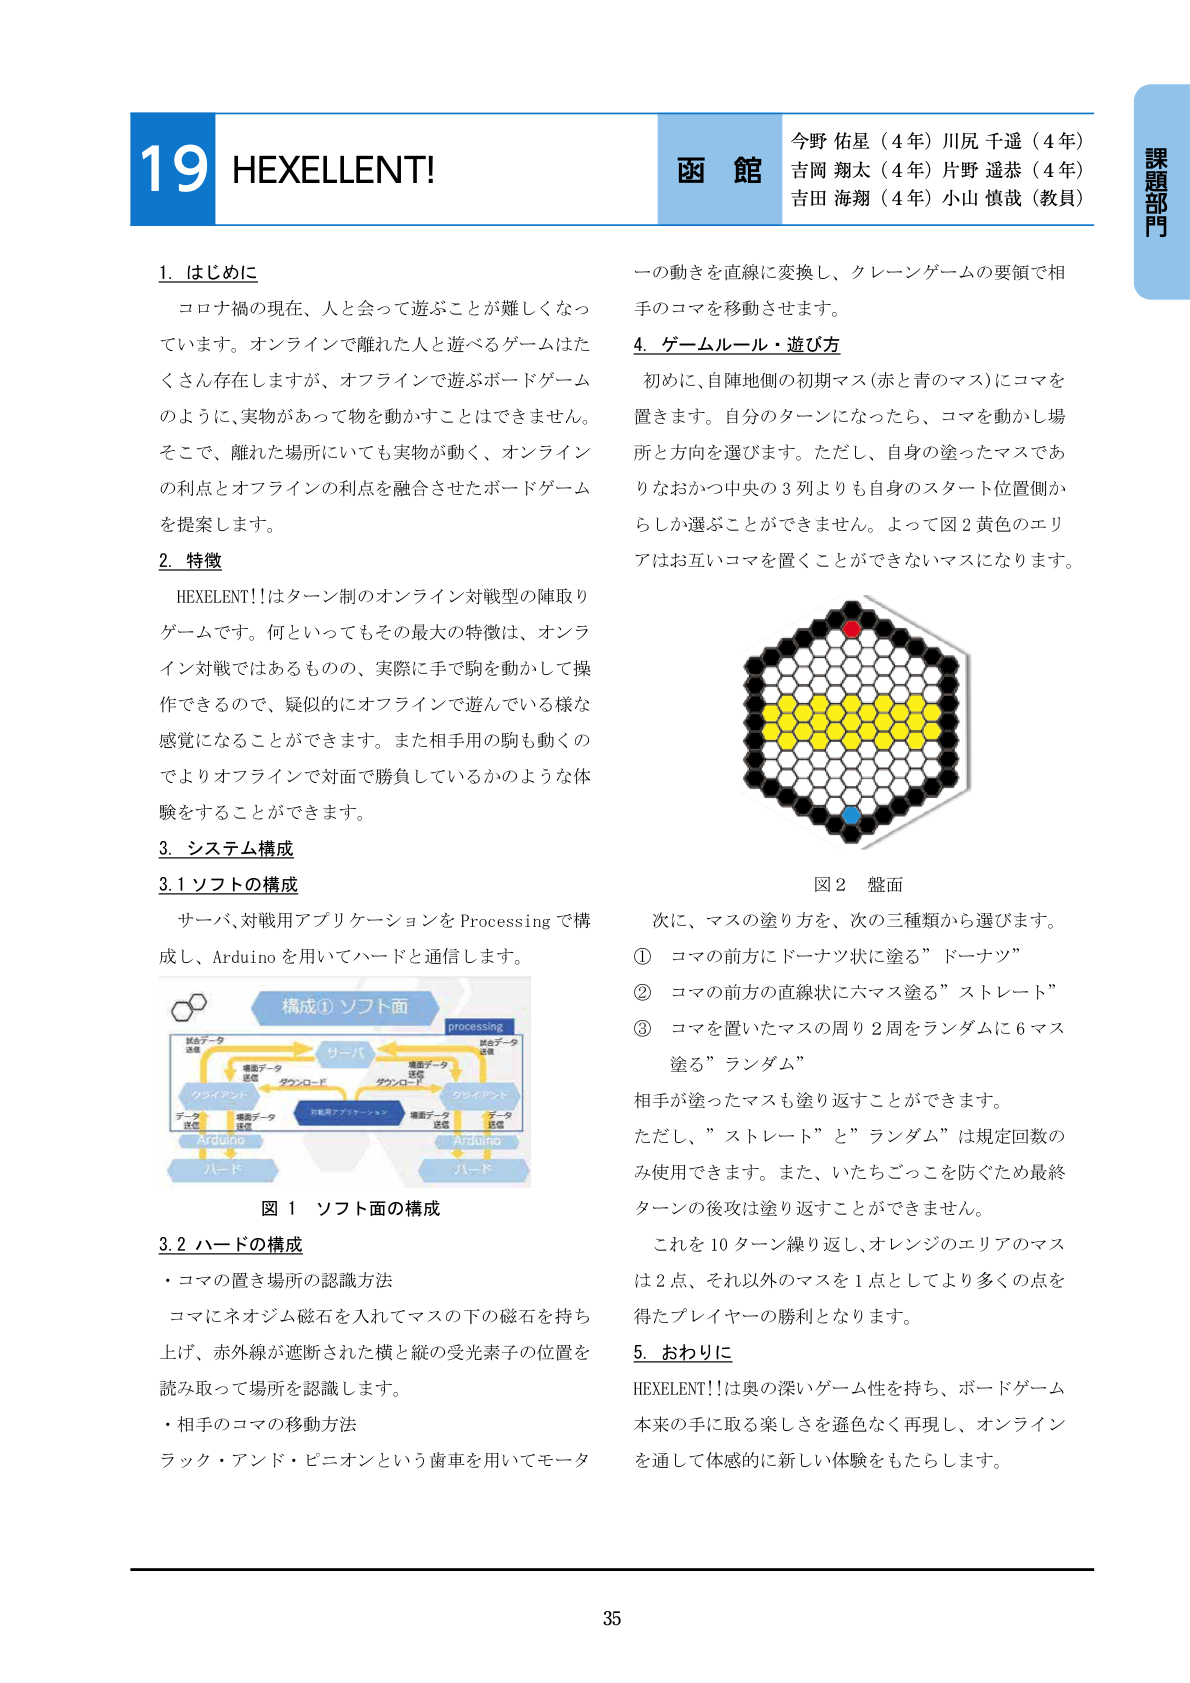 19
HEXELLENT!
函 館
今野 佑星（４年）川尻 千遥（４年）
吉岡 翔太（４年）片野 遥恭（４年）
吉田 海翔（４年）小山 慎哉（教員）
課題部門
1. はじめに
コロナ禍の現在、人と会って遊ぶことが難しくなっ
ています。オンラインで離れた人と遊べるゲームはた
くさん存在しますが、オフラインで遊ぶボードゲーム
のように、実物があって物を動かすことはできません。
そこで、離れた場所にいても実物が動く、オンライン
の利点とオフラインの利点を融合させたボードゲーム
を提案します。
2. 特徴
HEXELENT!!はターン制のオンライン対戦型の陣取り
ゲームです。何といってもその最大の特徴は、オンラ
イン対戦ではあるものの、実際に手で駒を動かして操
作できるので、疑似的にオフラインで遊んでいる様な
感覚になることができます。また相手用の駒も動くの
でよりオフラインで対面で勝負しているかのような体
験をすることができます。
3. システム構成
3.1 ソフトの構成
サーバ、対戦用アプリケーションを Processing で構
成し、Arduino を用いてハードと通信します。
構成① ソフト面
processing
試合データ
送信
試合データ
送信
サーバ
場面データ
送信
場面データ
送信
ダウンロード
ダウンロード
クライアント
クライアント
対戦用アプリケーション
データ
送信
場面データ
送信
場面データ
送信
データ
送信
Arduino
Arduino
ハード
ハード
図 1 ソフト面の構成
3.2 ハードの構成
・コマの置き場所の認識方法
コマにネオジム磁石を入れてマスの下の磁石を持ち
上げ、赤外線が遮断された横と縦の受光素子の位置を
読み取って場所を認識します。
・相手のコマの移動方法
ラック・アンド・ピニオンという歯車を用いてモータ
ーの動きを直線に変換し、クレーンゲームの要領で相
手のコマを移動させます。
4. ゲームルール・遊び方
初めに、自陣地側の初期マス(赤と青のマス)にコマを
置きます。自分のターンになったら、コマを動かし場
所と方向を選びます。ただし、自身の塗ったマスであ
りなおかつ中央の 3 列よりも自身のスタート位置側か
らしか選ぶことができません。よって図 2 黄色のエリ
アはお互いコマを置くことができないマスになります。
図２ 盤面
次に、マスの塗り方を、次の三種類から選びます。
① コマの前方にドーナツ状に塗る”ドーナツ”
② コマの前方の直線状に六マス塗る”ストレート”
③ コマを置いたマスの周り 2 周をランダムに 6 マス
塗る”ランダム”
相手が塗ったマスも塗り返すことができます。
ただし、”ストレート”と”ランダム”は規定回数の
み使用できます。また、いたちごっこを防ぐため最終
ターンの後攻は塗り返すことができません。
これを 10 ターン繰り返し、オレンジのエリアのマス
は 2 点、それ以外のマスを 1 点としてより多くの点を
得たプレイヤーの勝利となります。
5. おわりに
HEXELENT!!は奥の深いゲーム性を持ち、ボードゲーム
本来の手に取る楽しさを遜色なく再現し、オンライン
を通して体感的に新しい体験をもたらします。
35